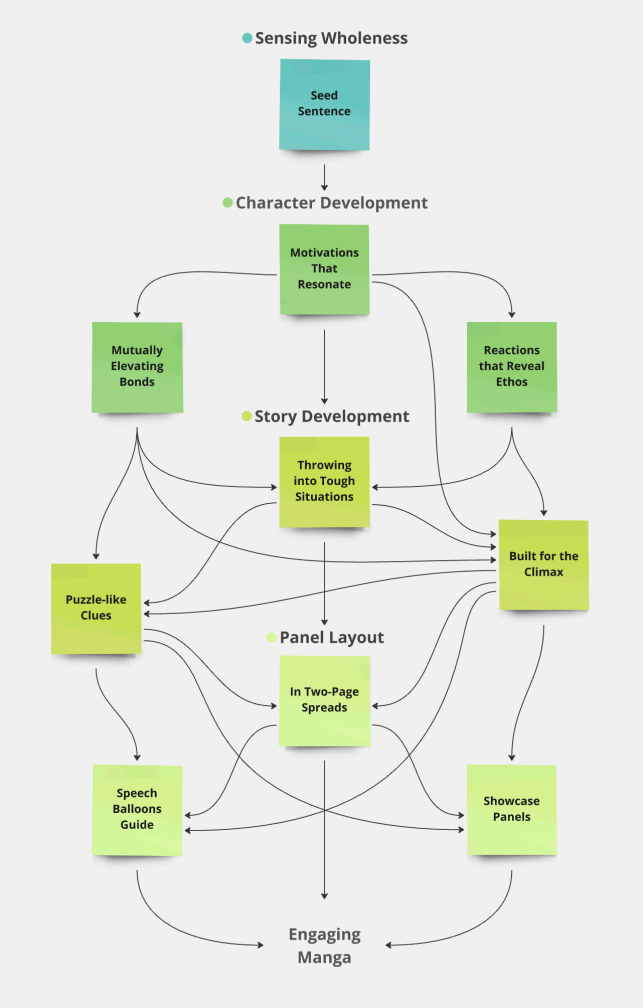 Sensing Wholeness
Seed
Sentence
Character Development
Motivations
That
Resonate
Mutually
Elevating
Bonds
Reactions
that Reveal
Ethos
Story Development
Throwing
into Tough
Situations
Built for the
Climax
Puzzle-like
Clues
Panel Layout
In Two-Page
Spreads
Speech
Balloons
Guide
Showcase
Panels
Engaging
Manga